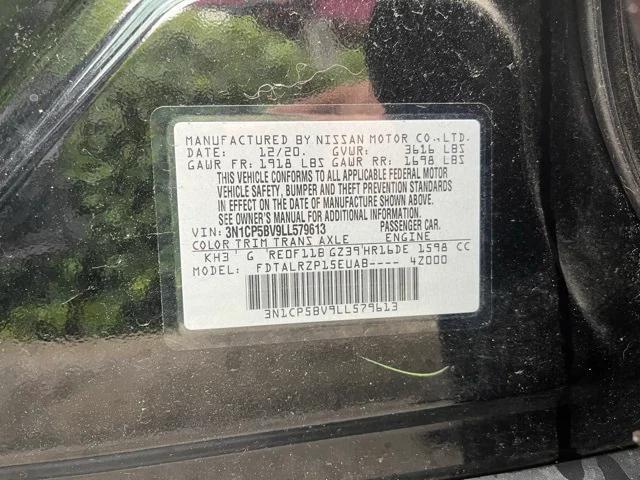 MANUFACTURED BY NISSAN MOTOR CO., LTD.
DATE: 12/20. GVWR: 3616 LBS
GAWR FR: 1918 LBS GAWR RR: 1698 LBS
THIS VEHICLE CONFORMS TO ALL APPLICABLE FEDERAL MOTOR
VEHICLE SAFETY, BUMPER AND THEFT PREVENTION STANDARDS
IN EFFECT ON THE DATE OF MANUFACTURE SHOWN ABOVE.
SEE OWNER'S MANUAL FOR ADDITIONAL INFORMATION.
VIN: 3N1CP5BV9LL579613 PASSENGER CAR.
COLOR TRIM TRANS AXLE ENGINE
KH3 G RE0F11B GZ39 HR16DE 1598 CC
MODEL: FDTALRZP15EUAB---- 4Z000
3N1CP5BV9LL579613